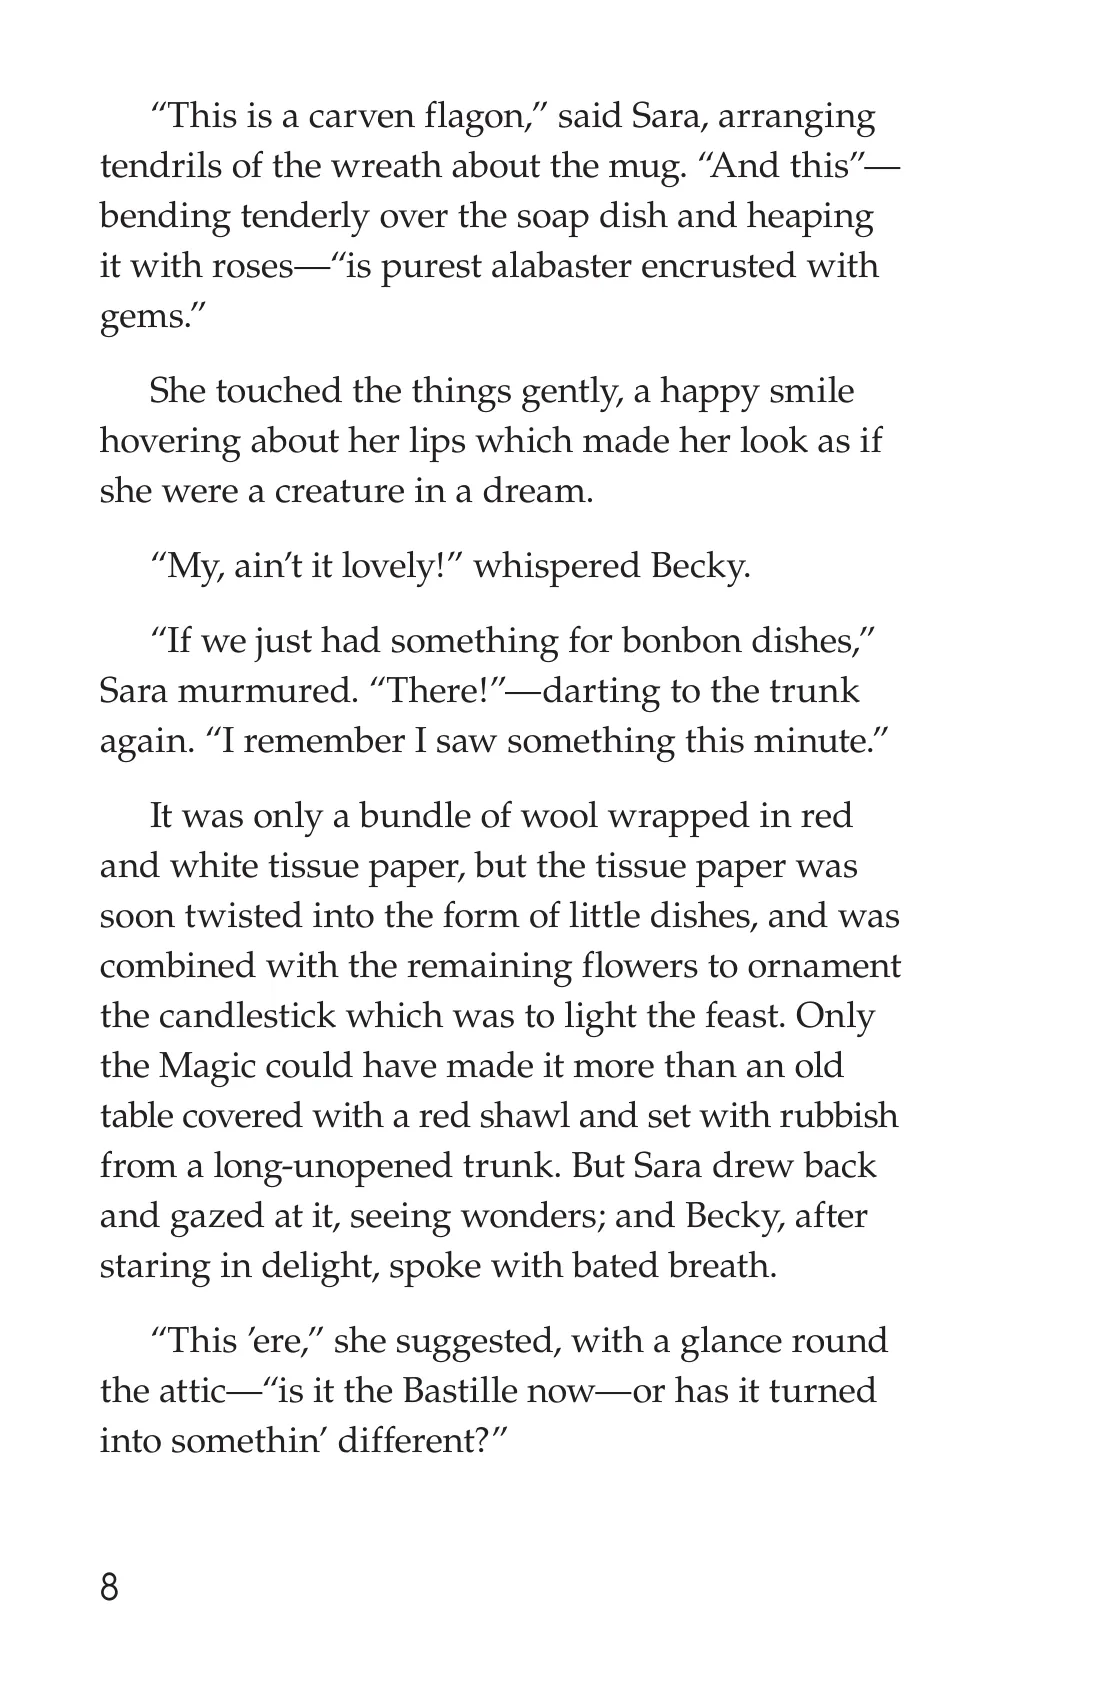 “This is a carven flagon,” said Sara, arranging
tendrils of the wreath about the mug. “And this”—
bending tenderly over the soap dish and heaping
it with roses—“is purest alabaster encrusted with
gems.”
She touched the things gently, a happy smile
hovering about her lips which made her look as if
she were a creature in a dream.
“My, ain’t it lovely!” whispered Becky.
“If we just had something for bonbon dishes,”
Sara murmured. “There!”—darting to the trunk
again. “I remember I saw something this minute.”
It was only a bundle of wool wrapped in red
and white tissue paper, but the tissue paper was
soon twisted into the form of little dishes, and was
combined with the remaining flowers to ornament
the candlestick which was to light the feast. Only
the Magic could have made it more than an old
table covered with a red shawl and set with rubbish
from a long-unopened trunk. But Sara drew back
and gazed at it, seeing wonders; and Becky, after
staring in delight, spoke with bated breath.
“This ’ere,” she suggested, with a glance round
the attic—“is it the Bastille now—or has it turned
into somethin’ different?”
8